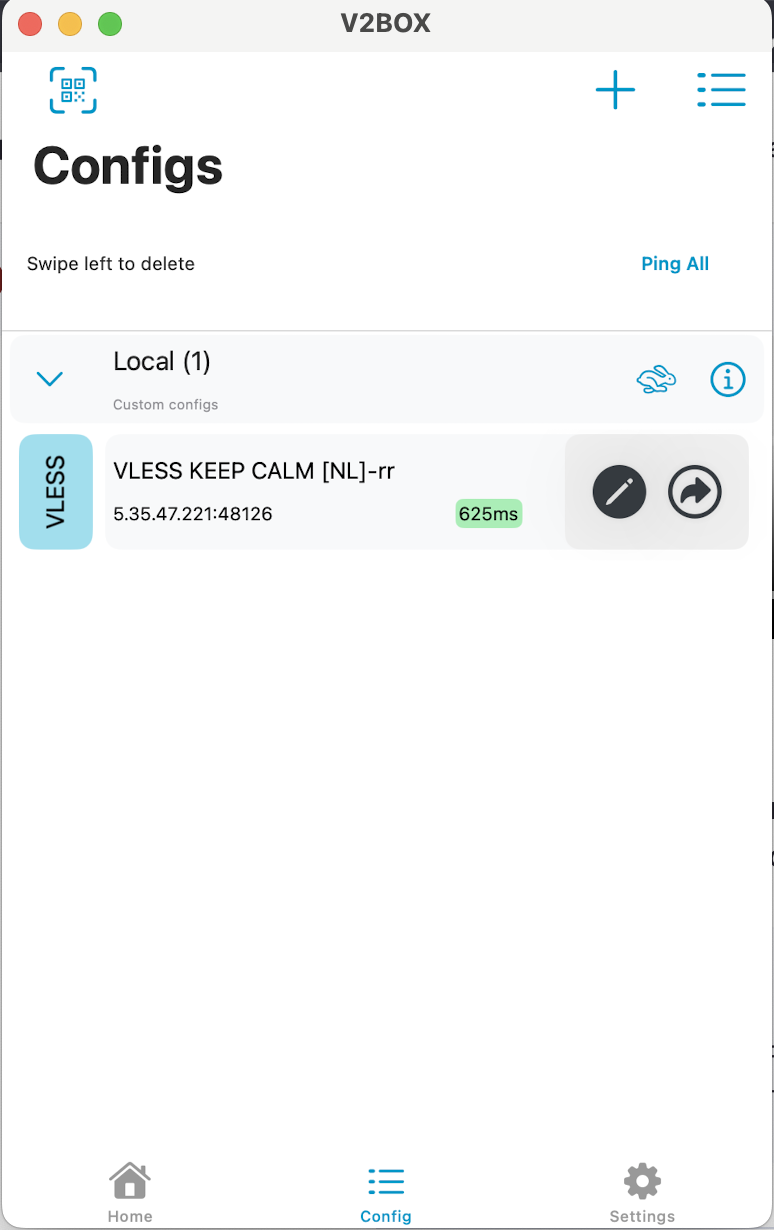 V2BOX
Configs
Swipe left to delete
Ping All
Local (1)
Custom configs
VLESS
VLESS KEEP CALM [NL]-rr
5.35.47.221:48126
625ms
Home
Config
Settings